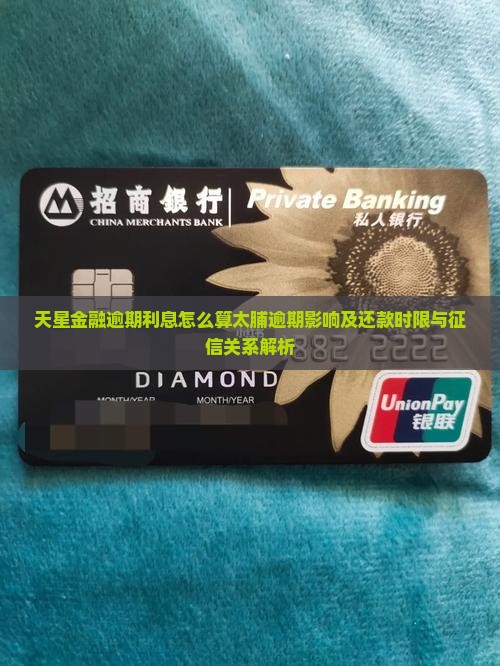 招商銀行 Private Banking
CHINA MERCHANTS BANK 私人银行
天星金融逾期利息怎么算太脯逾期影响及还款时限与征
信关系解析
882 2222
DIAMOND
MONTH/YEAR MONTH/YEAR
UnionPay
银联